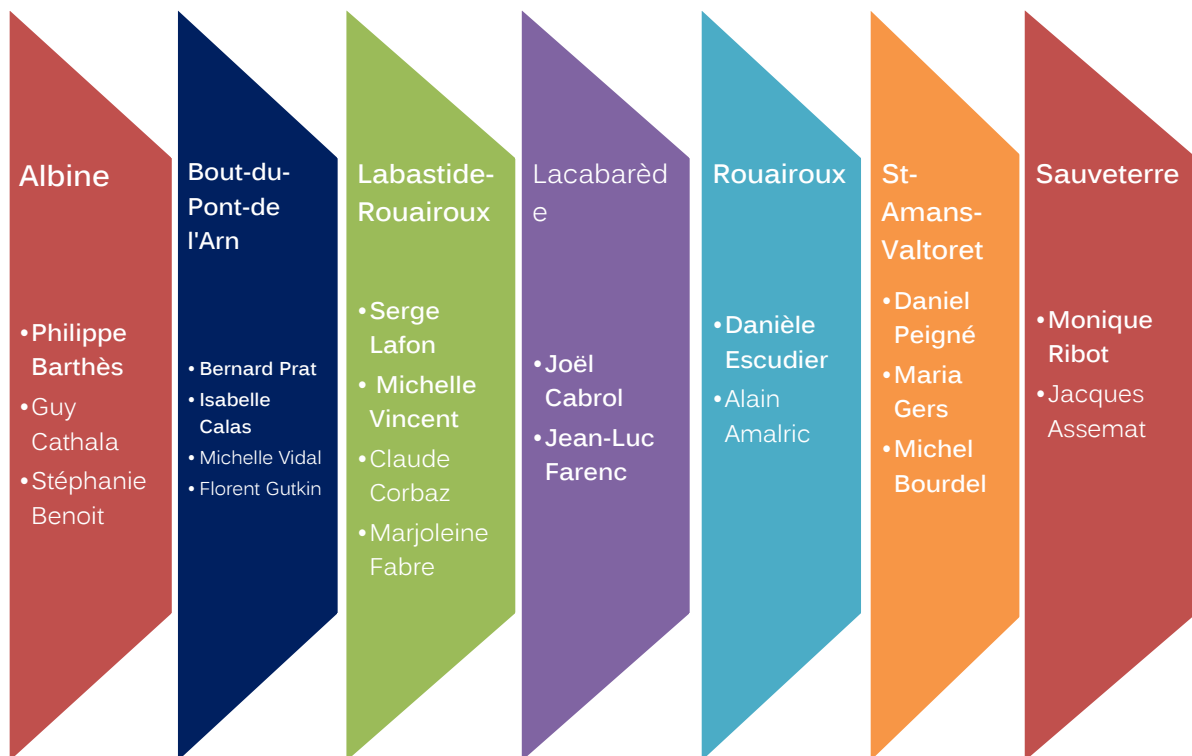 Albine
•Philippe
Barthès
•Guy
Cathala
•Stéphanie
Benoit
Bout-du-
Pont-de
l'Arn
•Bernard Prat
•Isabelle
Calas
•Michelle Vidal
•Florent Gutkin
Labastide-
Rouairoux
•Serge
Lafon
• Michelle
Vincent
•Claude
Corbaz
•Marjoleine
Fabre
Lacabarèd
e
•Joël
Cabrol
•Jean-Luc
Farenc
Rouairoux
•Danièle
Escudier
•Alain
Amalric
St-
Amans-
Valtoret
•Daniel
Peigné
•Maria
Gers
•Michel
Bourdel
Sauveterre
•Monique
Ribot
•Jacques
Assemat